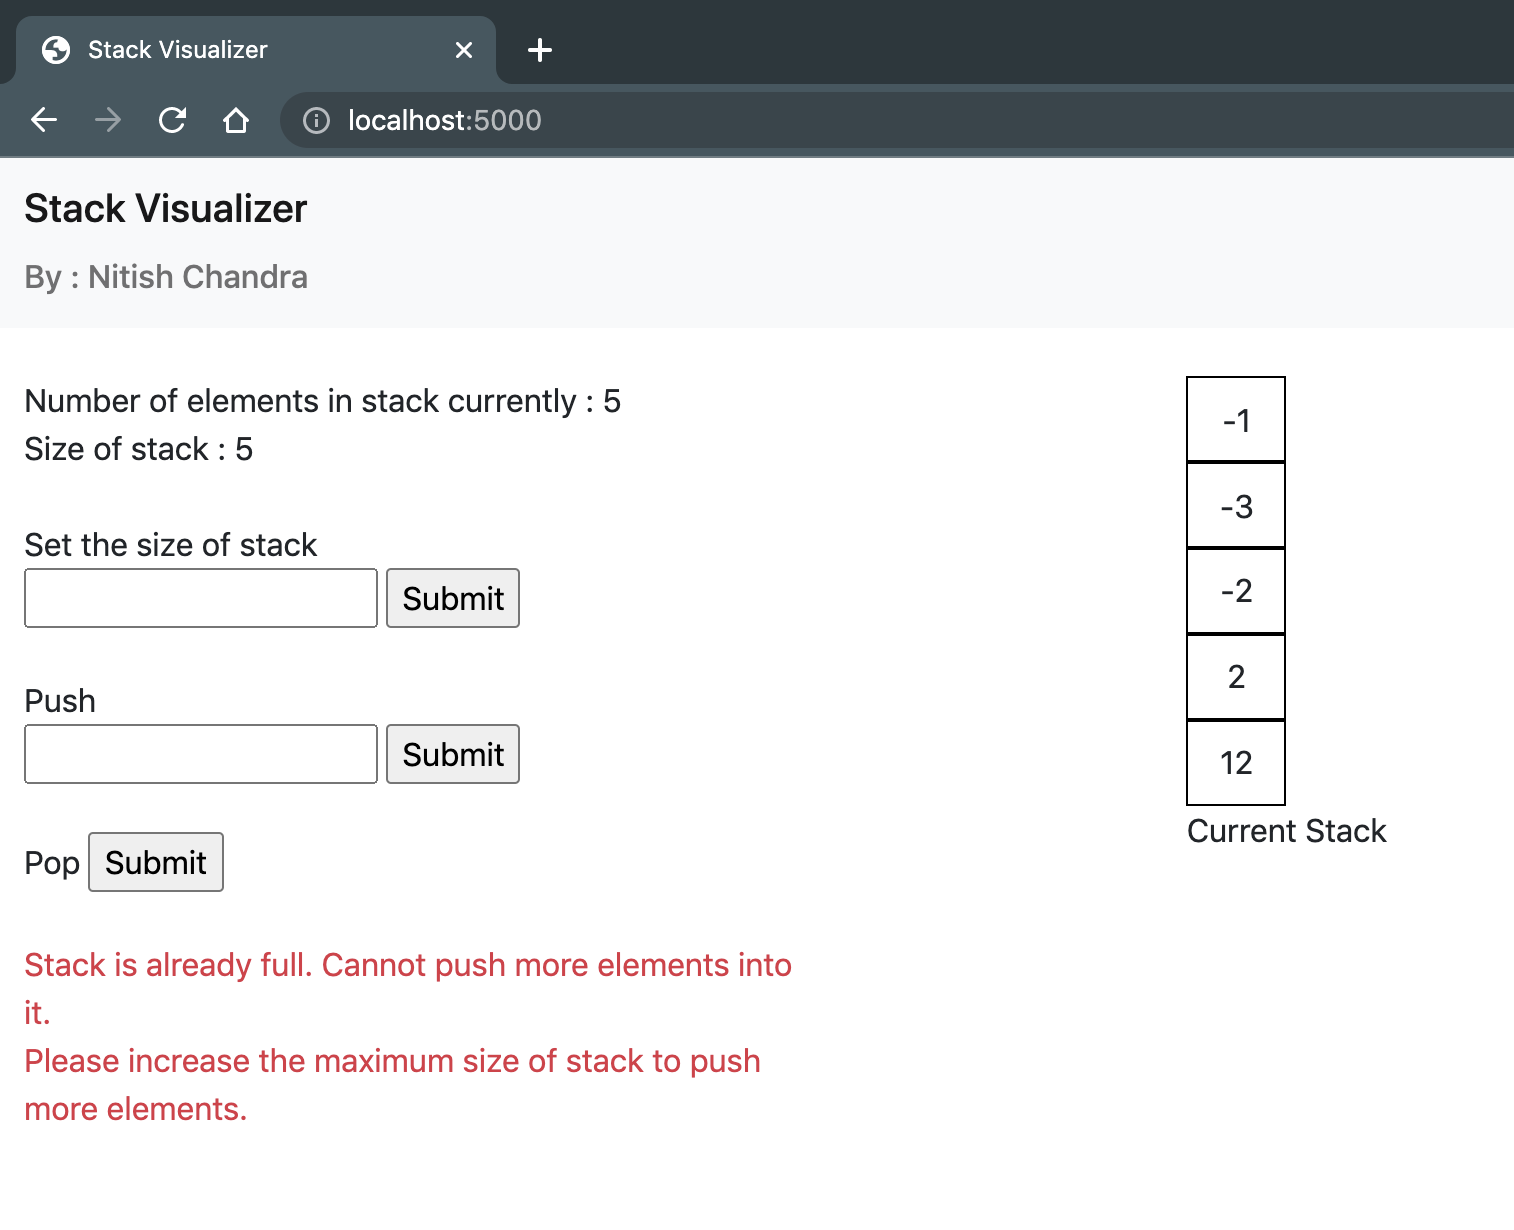 Stack Visualizer
localhost:5000
Stack Visualizer
By : Nitish Chandra
Number of elements in stack currently : 5
Size of stack : 5
Set the size of stack
Submit
Push
Submit
Pop Submit
Stack is already full. Cannot push more elements into
it.
Please increase the maximum size of stack to push
more elements.
-1
-3
-2
2
12
Current Stack